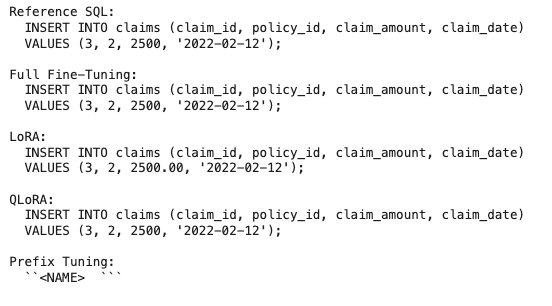 Reference SQL:
INSERT INTO claims (claim_id, policy_id, claim_amount, claim_date)
VALUES (3, 2, 2500, '2022-02-12');
Full Fine-Tuning:
INSERT INTO claims (claim_id, policy_id, claim_amount, claim_date)
VALUES (3, 2, 2500, '2022-02-12');
LoRA:
INSERT INTO claims (claim_id, policy_id, claim_amount, claim_date)
VALUES (3, 2, 2500.00, '2022-02-12');
QLoRA:
INSERT INTO claims (claim_id, policy_id, claim_amount, claim_date)
VALUES (3, 2, 2500, '2022-02-12');
Prefix Tuning:
``<NAME> ```